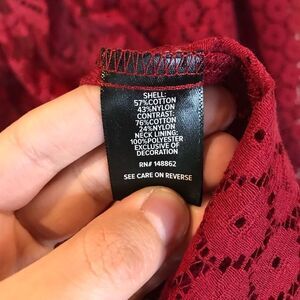 SHELL:
57%COTTON
43%NYLON
CONTRAST:
76%COTTON
24%NYLON
NECK LINING:
100%POLYESTER
EXCLUSIVE OF
DECORATION
RN# 148862
SEE CARE ON REVERSE